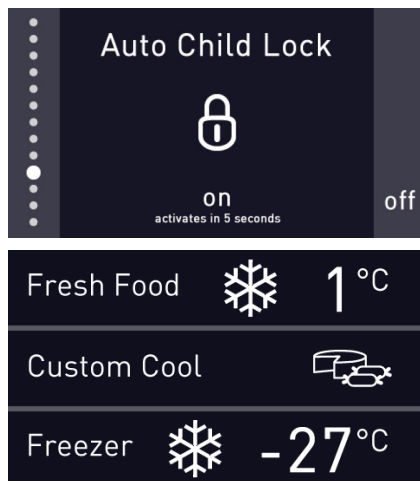 Auto Child Lock
on
off
activates in 5 seconds
Fresh Food 1°C
Custom Cool
Freezer -27°C